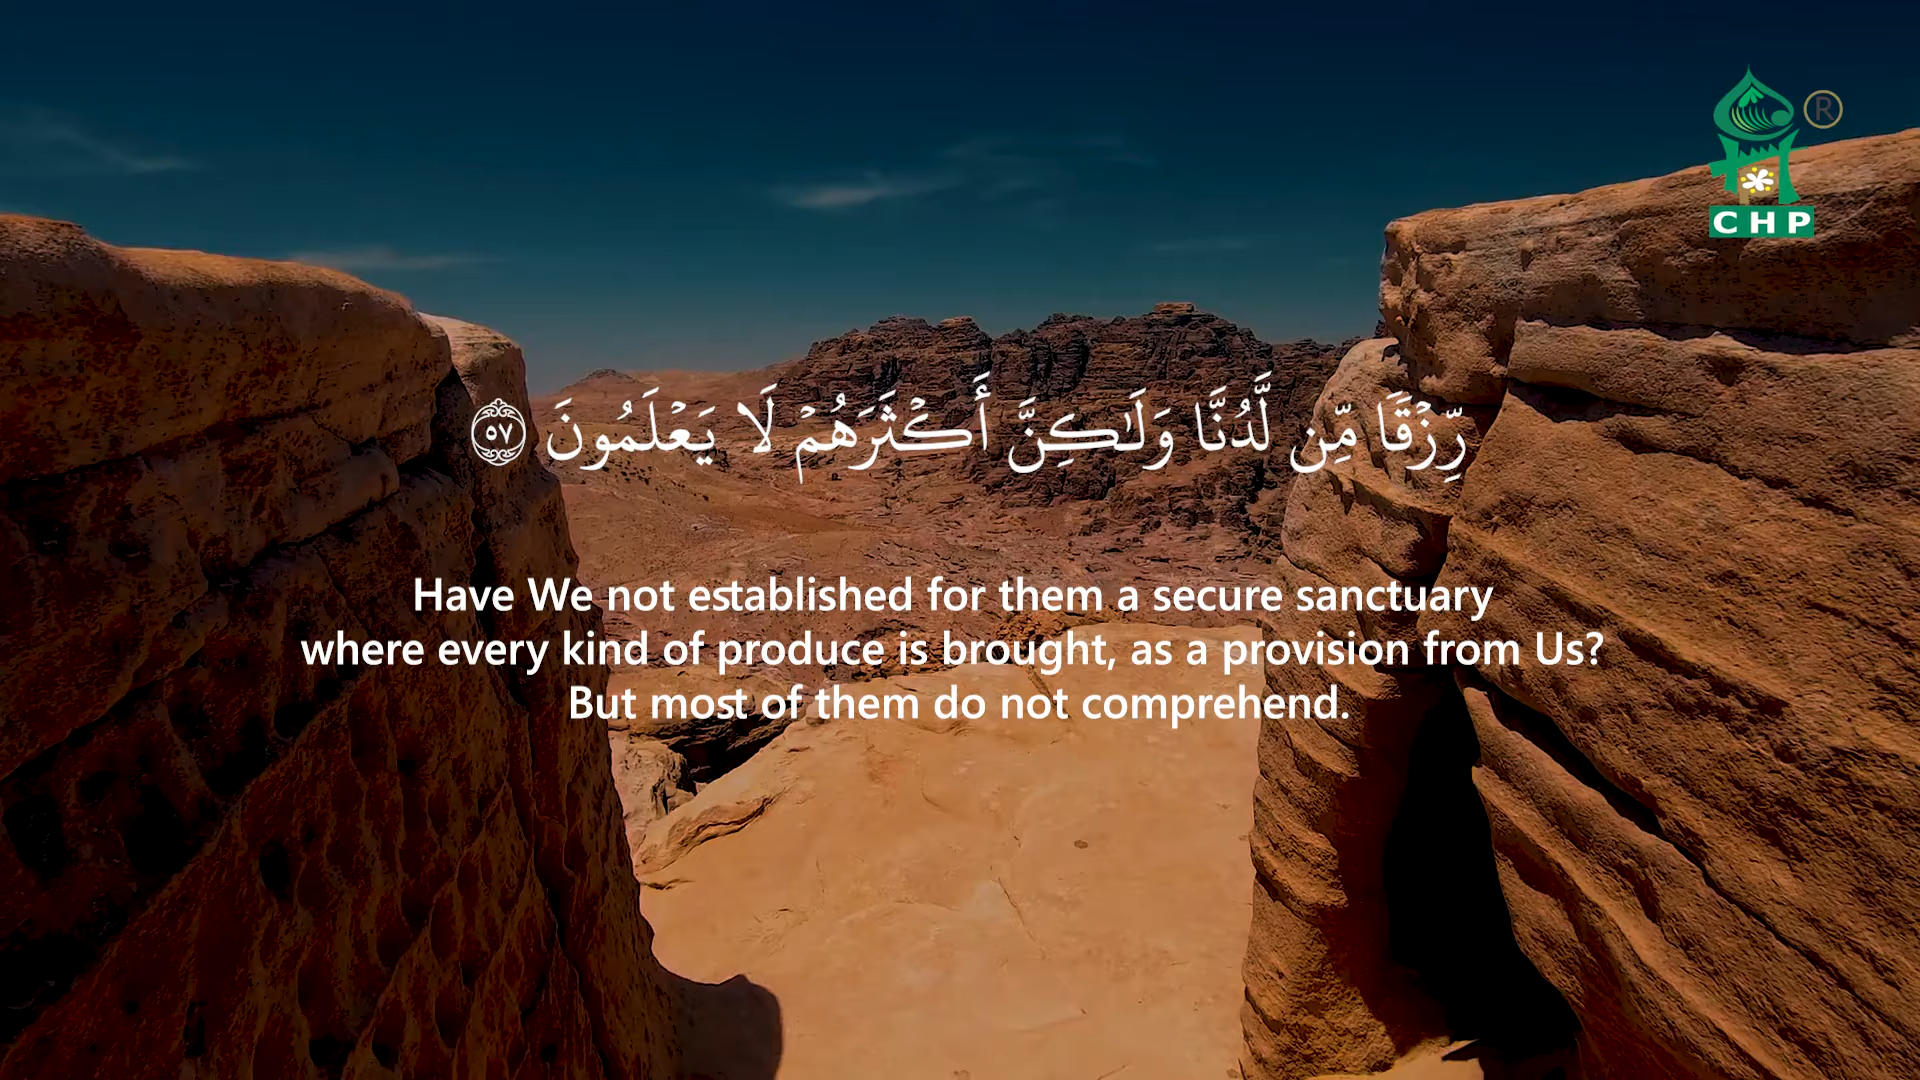 ®
CHP
رِّزْقًا مِّن لَّدُنَّا وَلَـٰكِنَّ أَكْثَرَهُمْ لَا يَعْلَمُونَ ٥٧
Have We not established for them a secure sanctuary
where every kind of produce is brought, as a provision from Us?
But most of them do not comprehend.